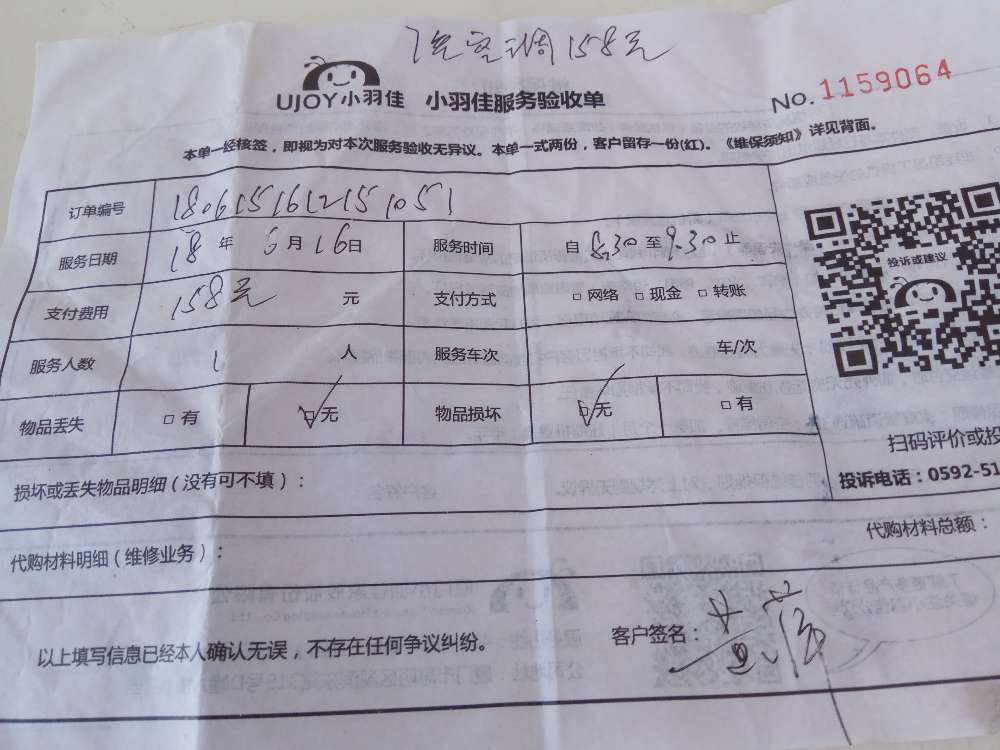 洗空调158元
UJOY小羽佳 小羽佳服务验收单
No. 1159064
本单一经核签，即视为对本次服务验收无异议。本单一式两份，客户留存一份(红)。《维保须知》详见背面。
订单编号 1806151612151051
服务日期 18年6月16日 服务时间 自8:30至9:30止
支付费用 158元 元 支付方式 □网络 □现金 □转账
服务人数 1人 服务车次 车/次
物品丢失 □有 ☑无 物品损坏 ☑无 □有
投诉或建议
扫码评价或投
投诉电话：0592-51
损坏或丢失物品明细（没有可不填）：
代购材料明细（维修业务）： 代购材料总额：
以上填写信息已经本人确认无误，不存在任何争议纠纷。 客户签名：